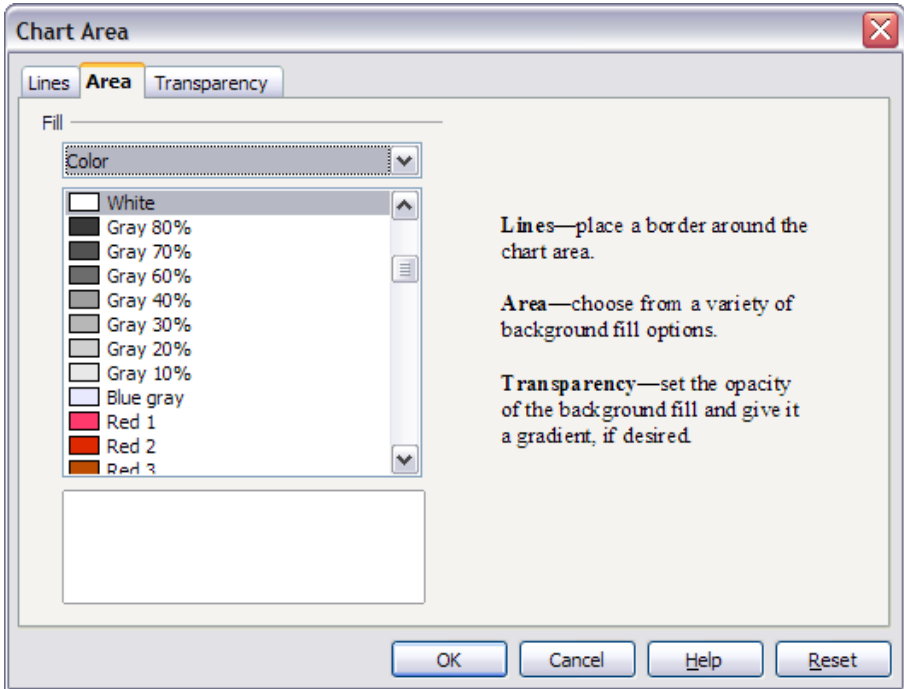 Chart Area
Lines Area Transparency
Fill
Color
White
Gray 80%
Gray 70%
Gray 60%
Gray 40%
Gray 30%
Gray 20%
Gray 10%
Blue gray
Red 1
Red 2
Red 3
Lines—place a border around the
chart area.
Area—choose from a variety of
background fill options.
Transparency—set the opacity
of the background fill and give it
a gradient, if desired.
OK Cancel Help Reset